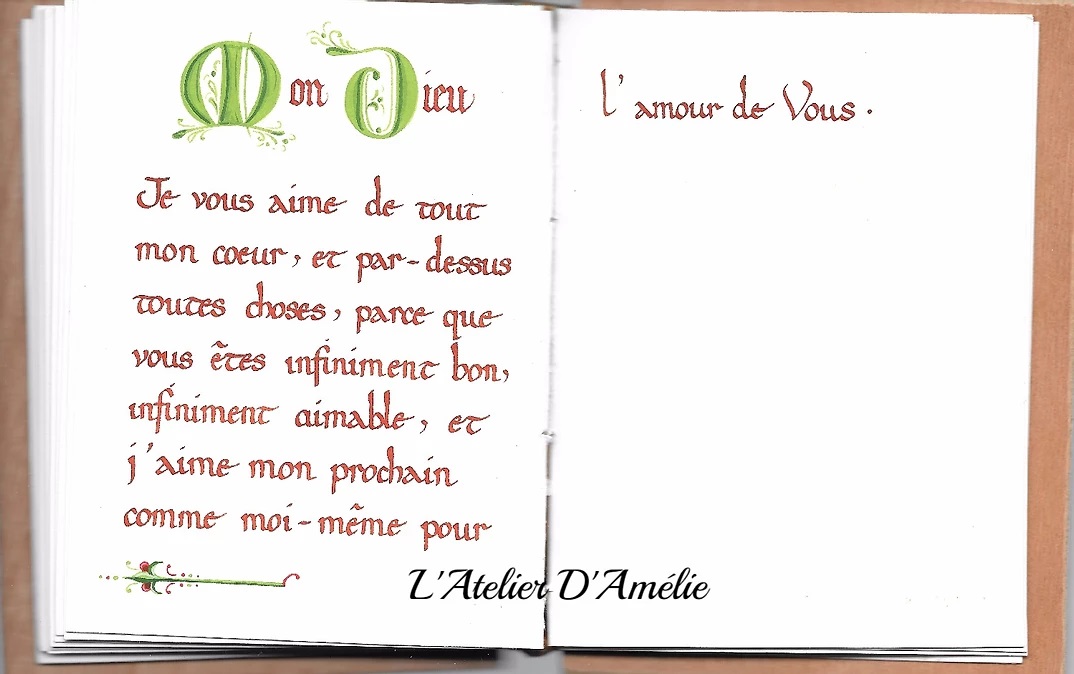 Mon Dieu
Je vous aime de tout
mon coeur, et par-dessus
toutes choses, parce que
vous êtes infiniment bon,
infiniment aimable, et
j'aime mon prochain
comme moi-même pour
l'amour de Vous.
L'Atelier D'Amélie